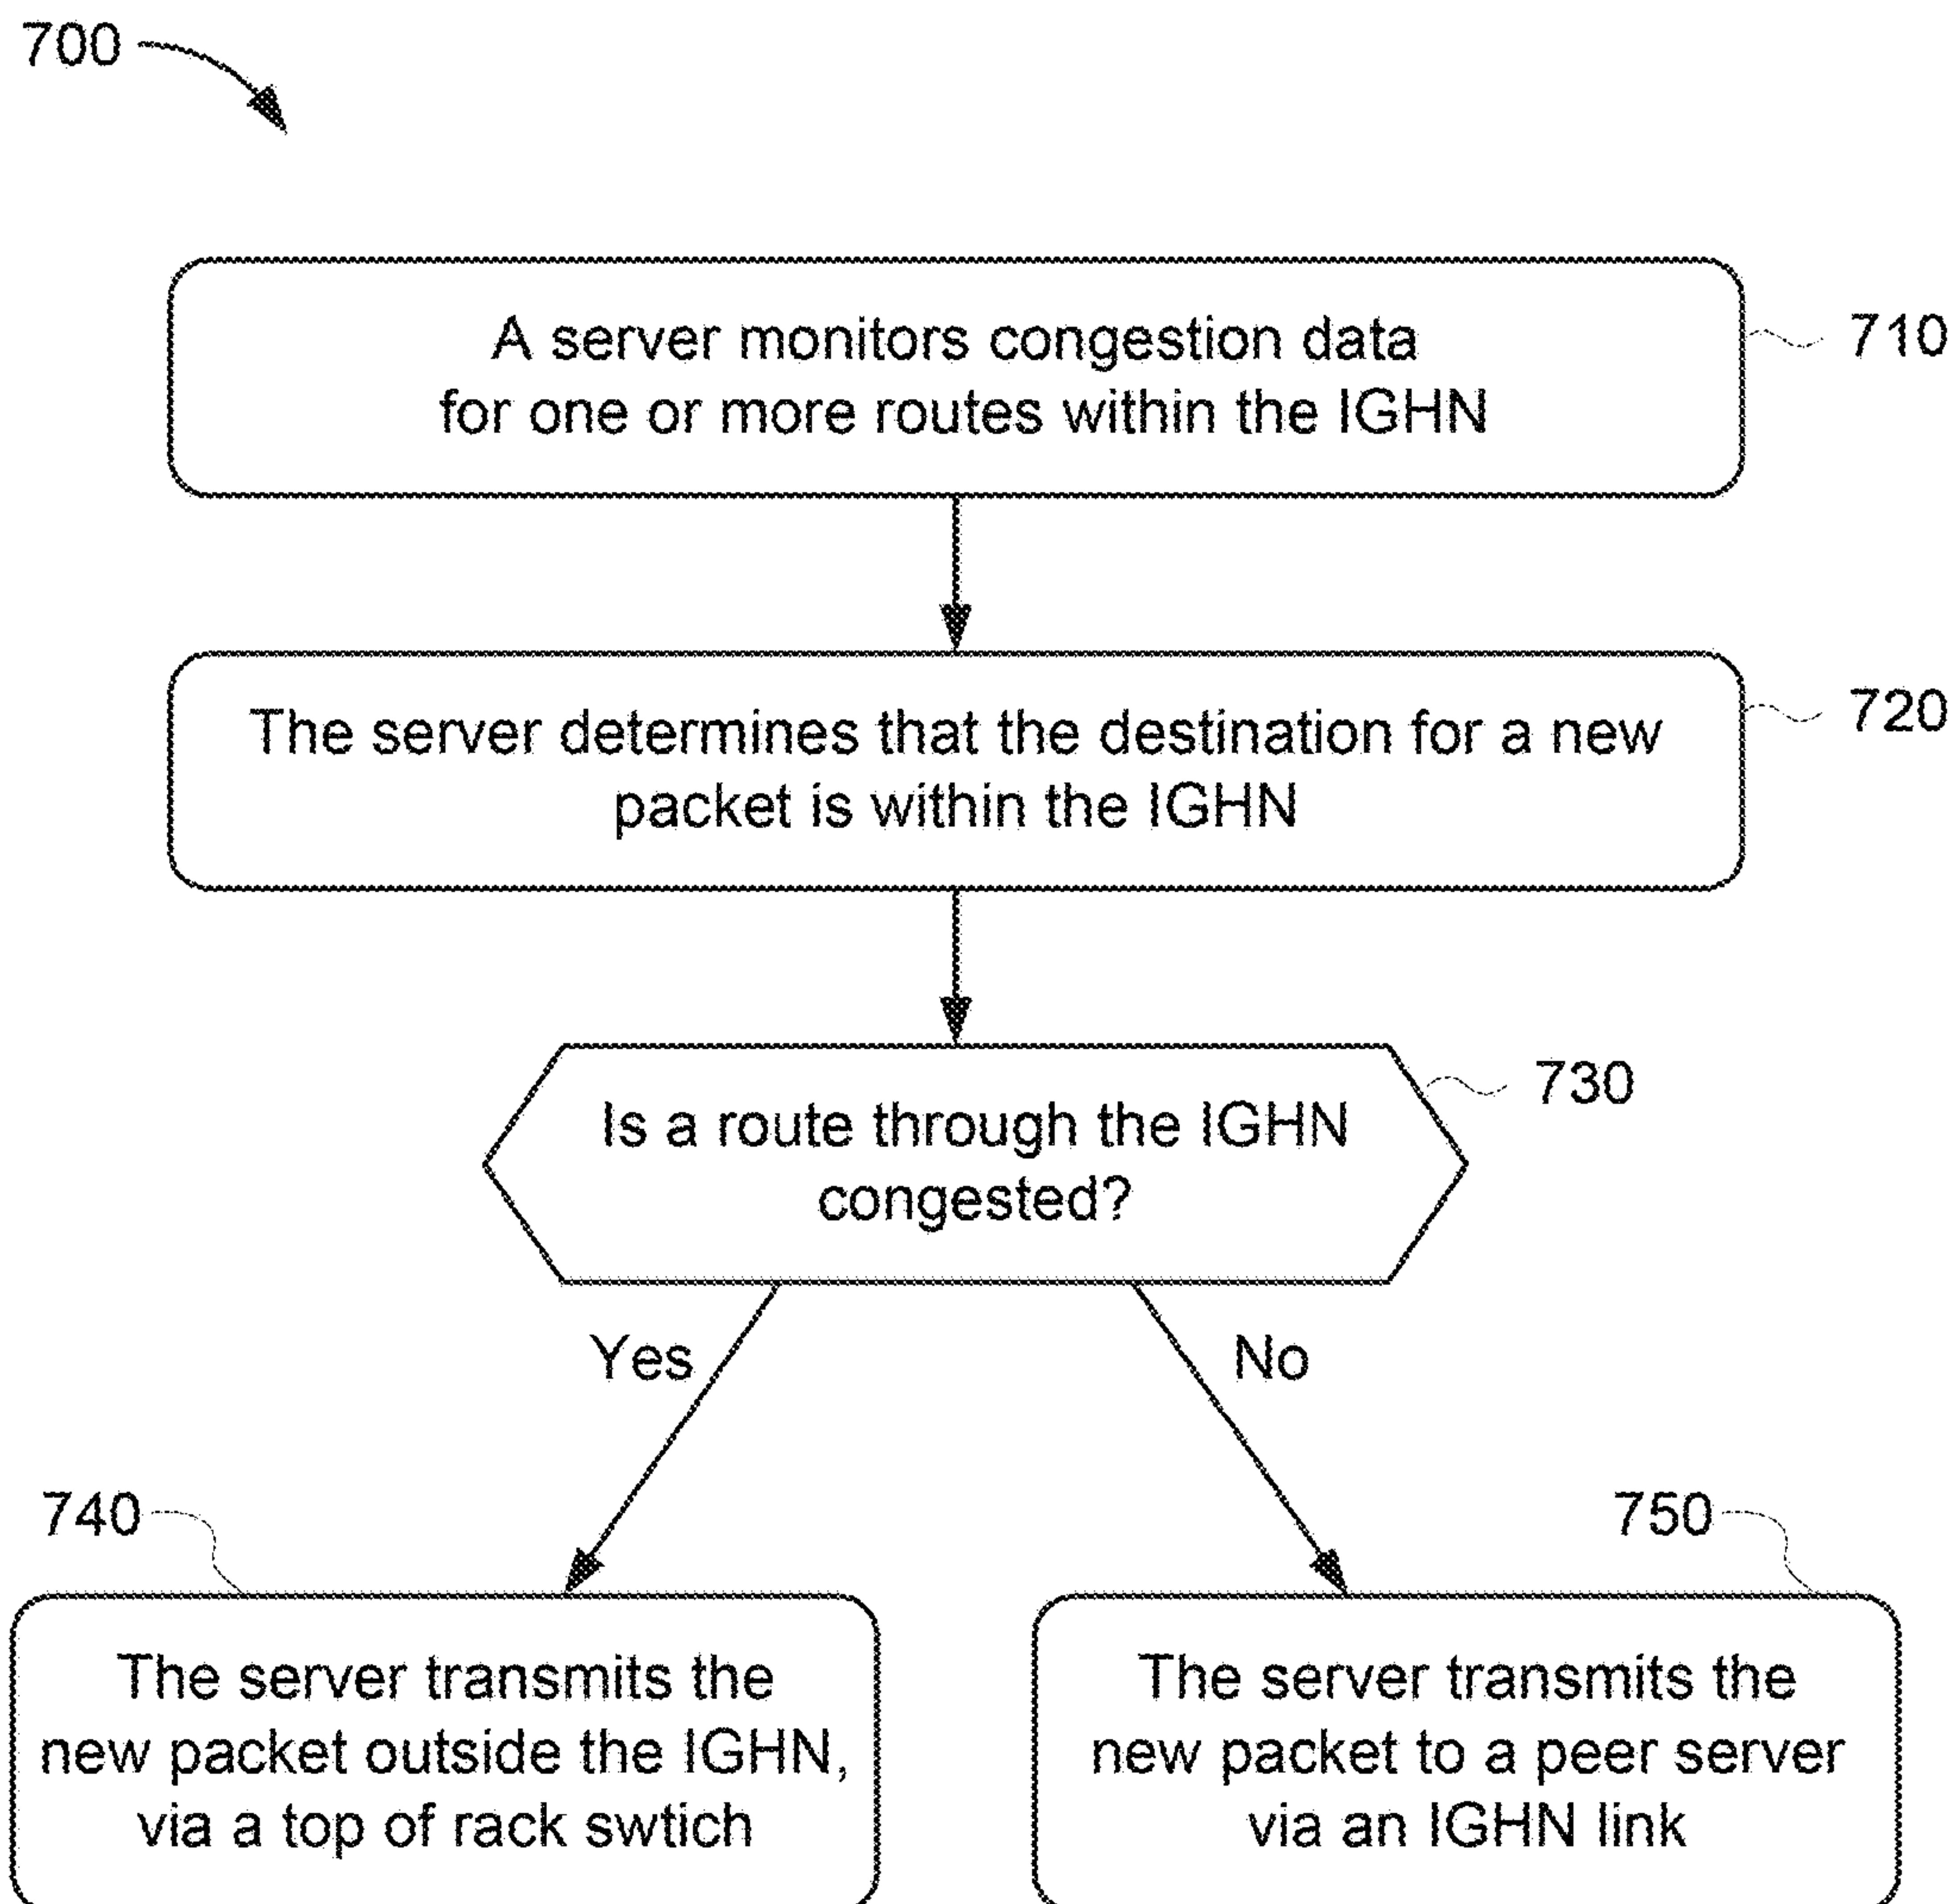 700
A server monitors congestion data
for one or more routes within the IGHN
710
The server determines that the destination for a new
packet is within the IGHN
720
Is a route through the IGHN
congested?
730
Yes
No
740
750
The server transmits the
new packet outside the IGHN,
via a top of rack swtich
The server transmits the
new packet to a peer server
via an IGHN link